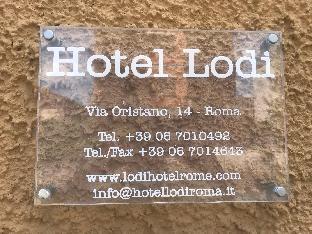 Hotel Lodi
Via Oristano, 14 - Roma
Tel. +39 06 7010492
Tel./Fax +39 06 7014643
www.lodihotelrome.com
info@hotellodiroma.it